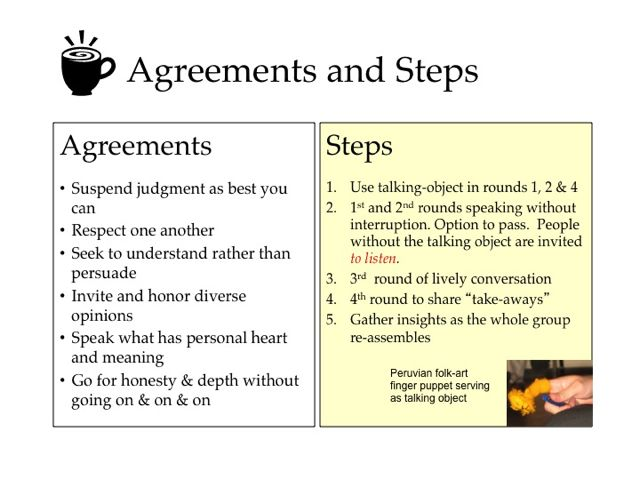 Agreements and Steps
Agreements
• Suspend judgment as best you
can
• Respect one another
• Seek to understand rather than
persuade
• Invite and honor diverse
opinions
• Speak what has personal heart
and meaning
• Go for honesty & depth without
going on & on & on
Steps
1. Use talking-object in rounds 1, 2 & 4
2. 1st and 2nd rounds speaking without
interruption. Option to pass. People
without the talking object are invited
to listen.
3. 3rd round of lively conversation
4. 4th round to share “take-aways”
5. Gather insights as the whole group
re-assembles
Peruvian folk-art
finger puppet serving
as talking object